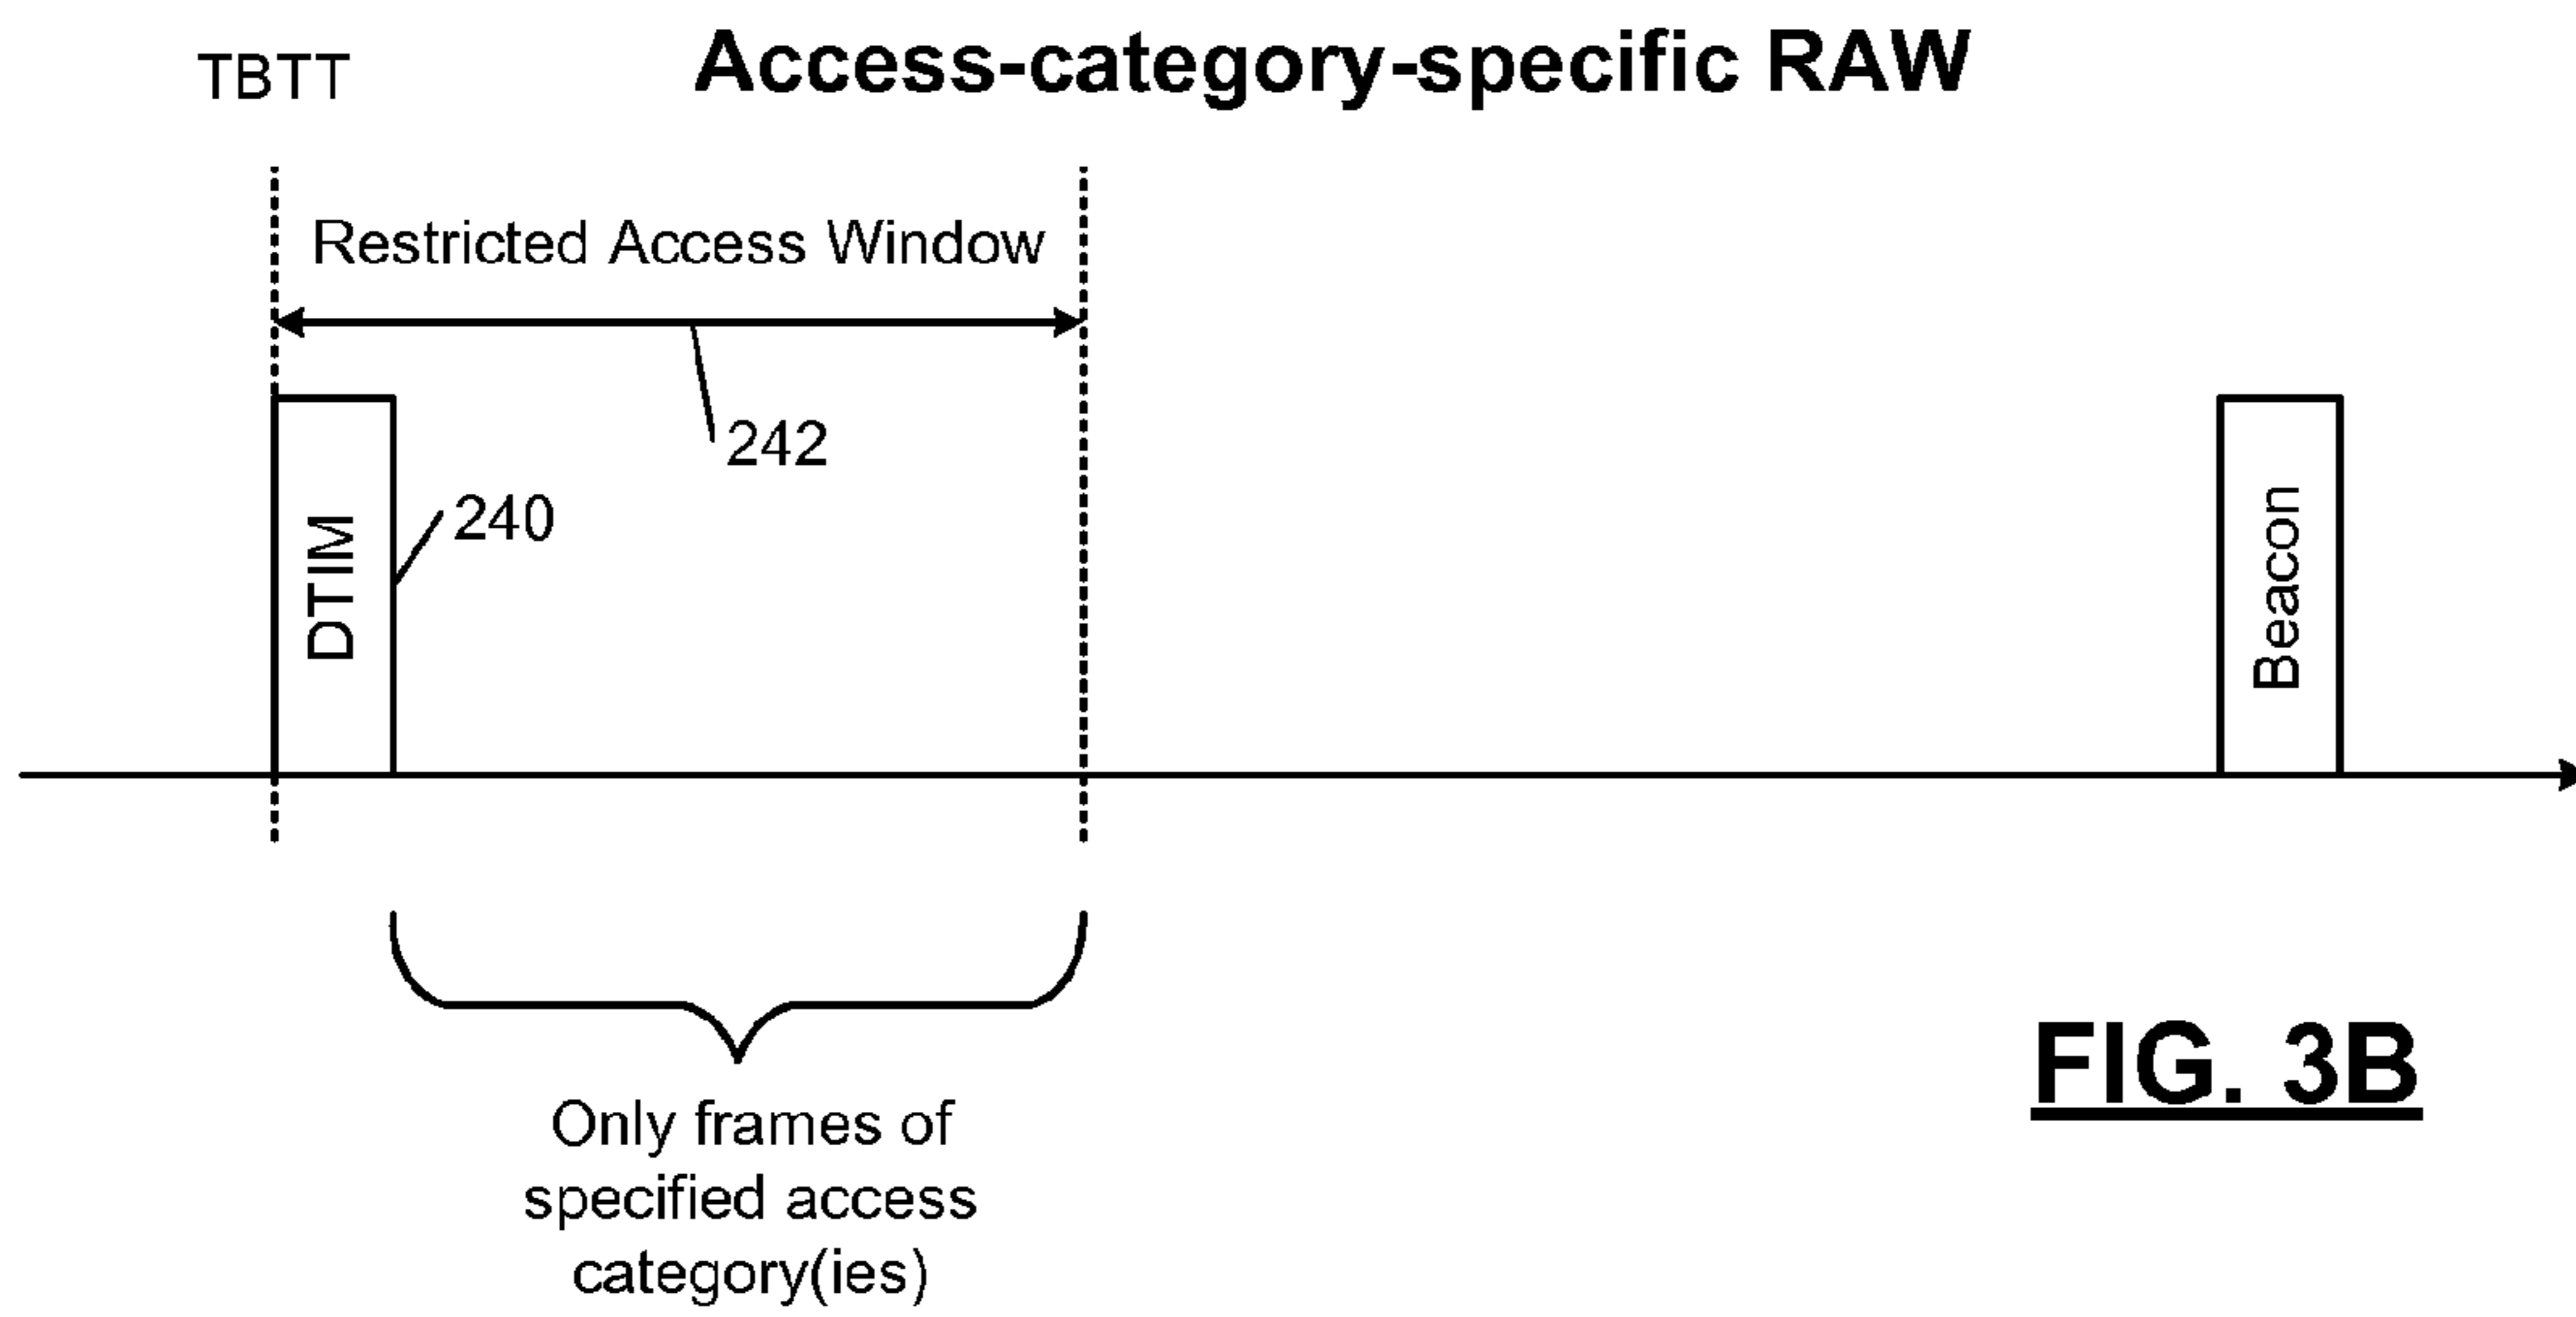 TBTT
Access-category-specific RAW
Restricted Access Window
242
240
DTIM
Beacon
Only frames of
specified access
category(ies)
FIG. 3B